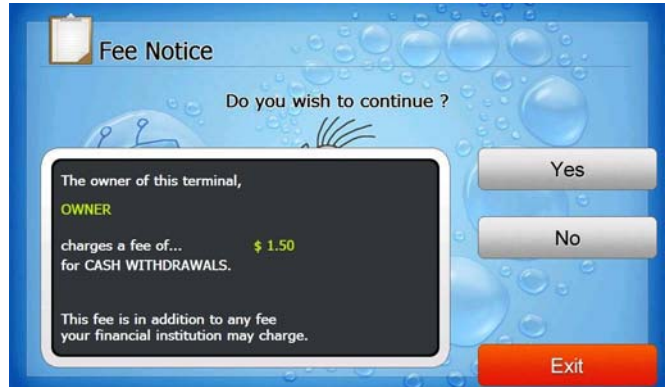 Fee Notice
Do you wish to continue ?
The owner of this terminal,
OWNER
charges a fee of... $ 1.50
for CASH WITHDRAWALS.
This fee is in addition to any fee
your financial institution may charge.
Yes
No
Exit